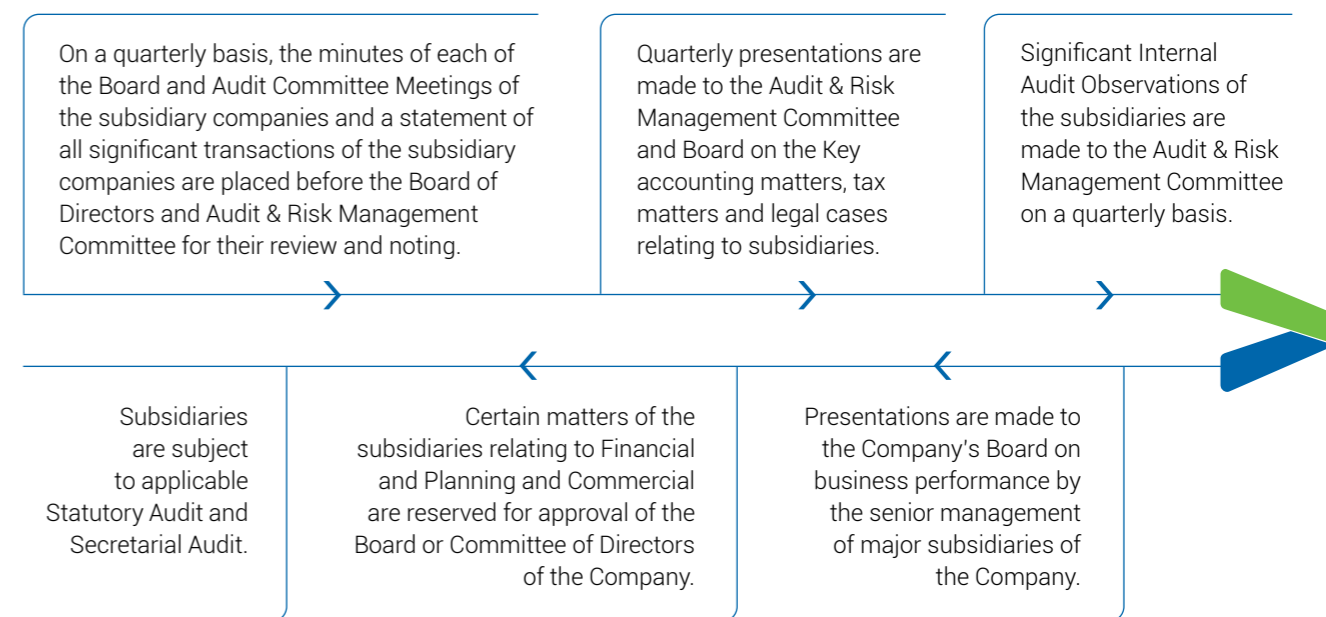 On a quarterly basis, the minutes of each of
the Board and Audit Committee Meetings of
the subsidiary companies and a statement of
all significant transactions of the subsidiary
companies are placed before the Board of
Directors and Audit & Risk Management
Committee for their review and noting.
Quarterly presentations are
made to the Audit & Risk
Management Committee
and Board on the Key
accounting matters, tax
matters and legal cases
relating to subsidiaries.
Significant Internal
Audit Observations of
the subsidiaries are
made to the Audit & Risk
Management Committee
on a quarterly basis.
Presentations are made to
the Company's Board on
business performance by
the senior management
of major subsidiaries of
the Company.
Certain matters of the
subsidiaries relating to Financial
and Planning and Commercial
are reserved for approval of the
Board or Committee of Directors
of the Company.
Subsidiaries
are subject
to applicable
Statutory Audit and
Secretarial Audit.